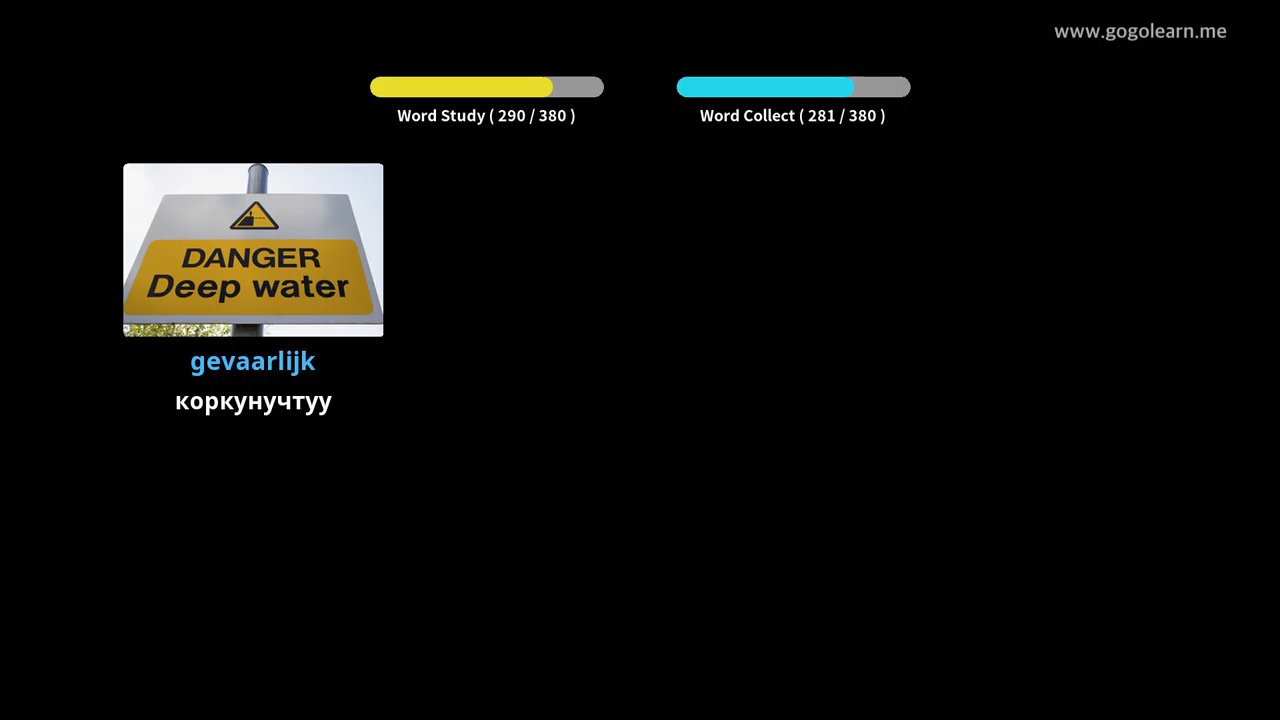 www.gogolearn.me
Word Study ( 290 / 380 )
Word Collect ( 281 / 380 )
DANGER
Deep water
gevaarlijk
коркунучтуу